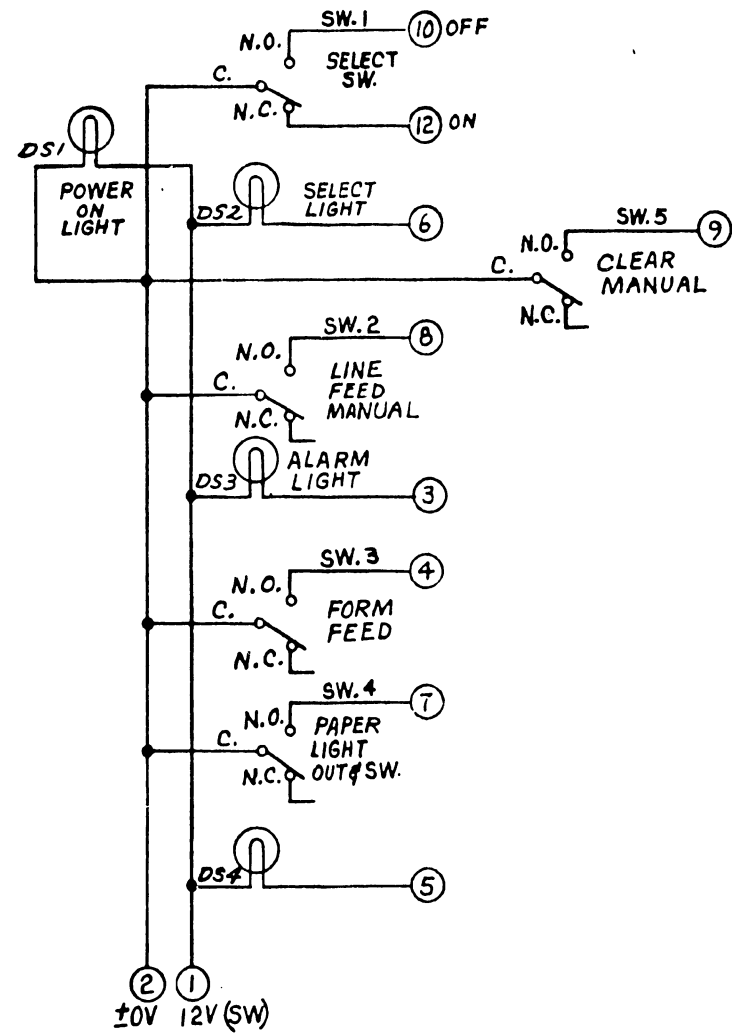 SW.1
10 OFF
N.O.
SELECT
SW.
C.
N.C.
12 ON
DS1
POWER
ON
LIGHT
DS2
SELECT
LIGHT
6
SW.5
9
N.O.
C.
CLEAR
MANUAL
N.C.
SW.2
8
N.O.
LINE
FEED
MANUAL
C.
N.C.
ALARM
LIGHT
DS3
3
SW.3
4
N.O.
FORM
FEED
C.
N.C.
SW.4
7
N.O.
PAPER
LIGHT
OUT & SW.
C.
N.C.
DS4
5
2 1
±0V 12V (SW)